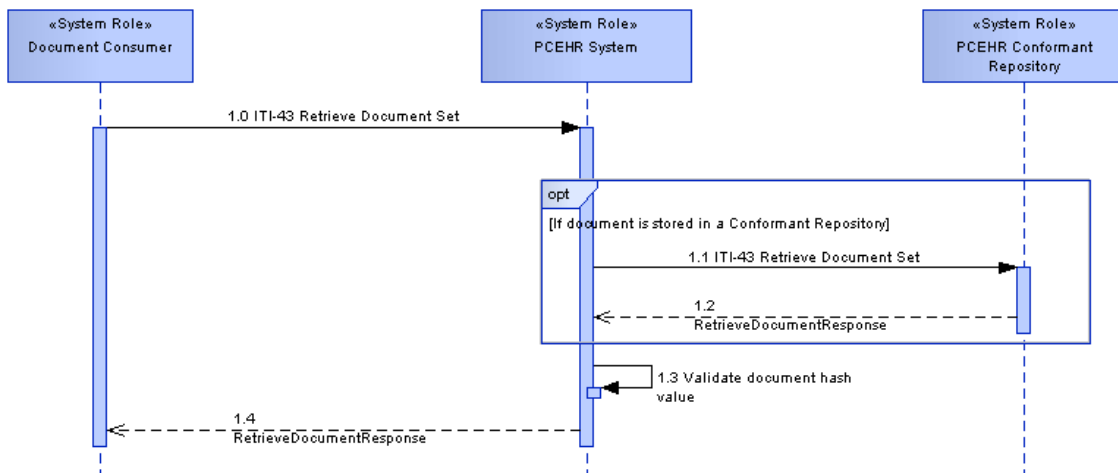 «System Role»
Document Consumer
«System Role»
PCEHR System
«System Role»
PCEHR Conformant
Repository
1.0 ITI-43 Retrieve Document Set
opt
[If document is stored in a Conformant Repository]
1.1 ITI-43 Retrieve Document Set
1.2
RetrieveDocumentResponse
1.3 Validate document hash
value
1.4
RetrieveDocumentResponse